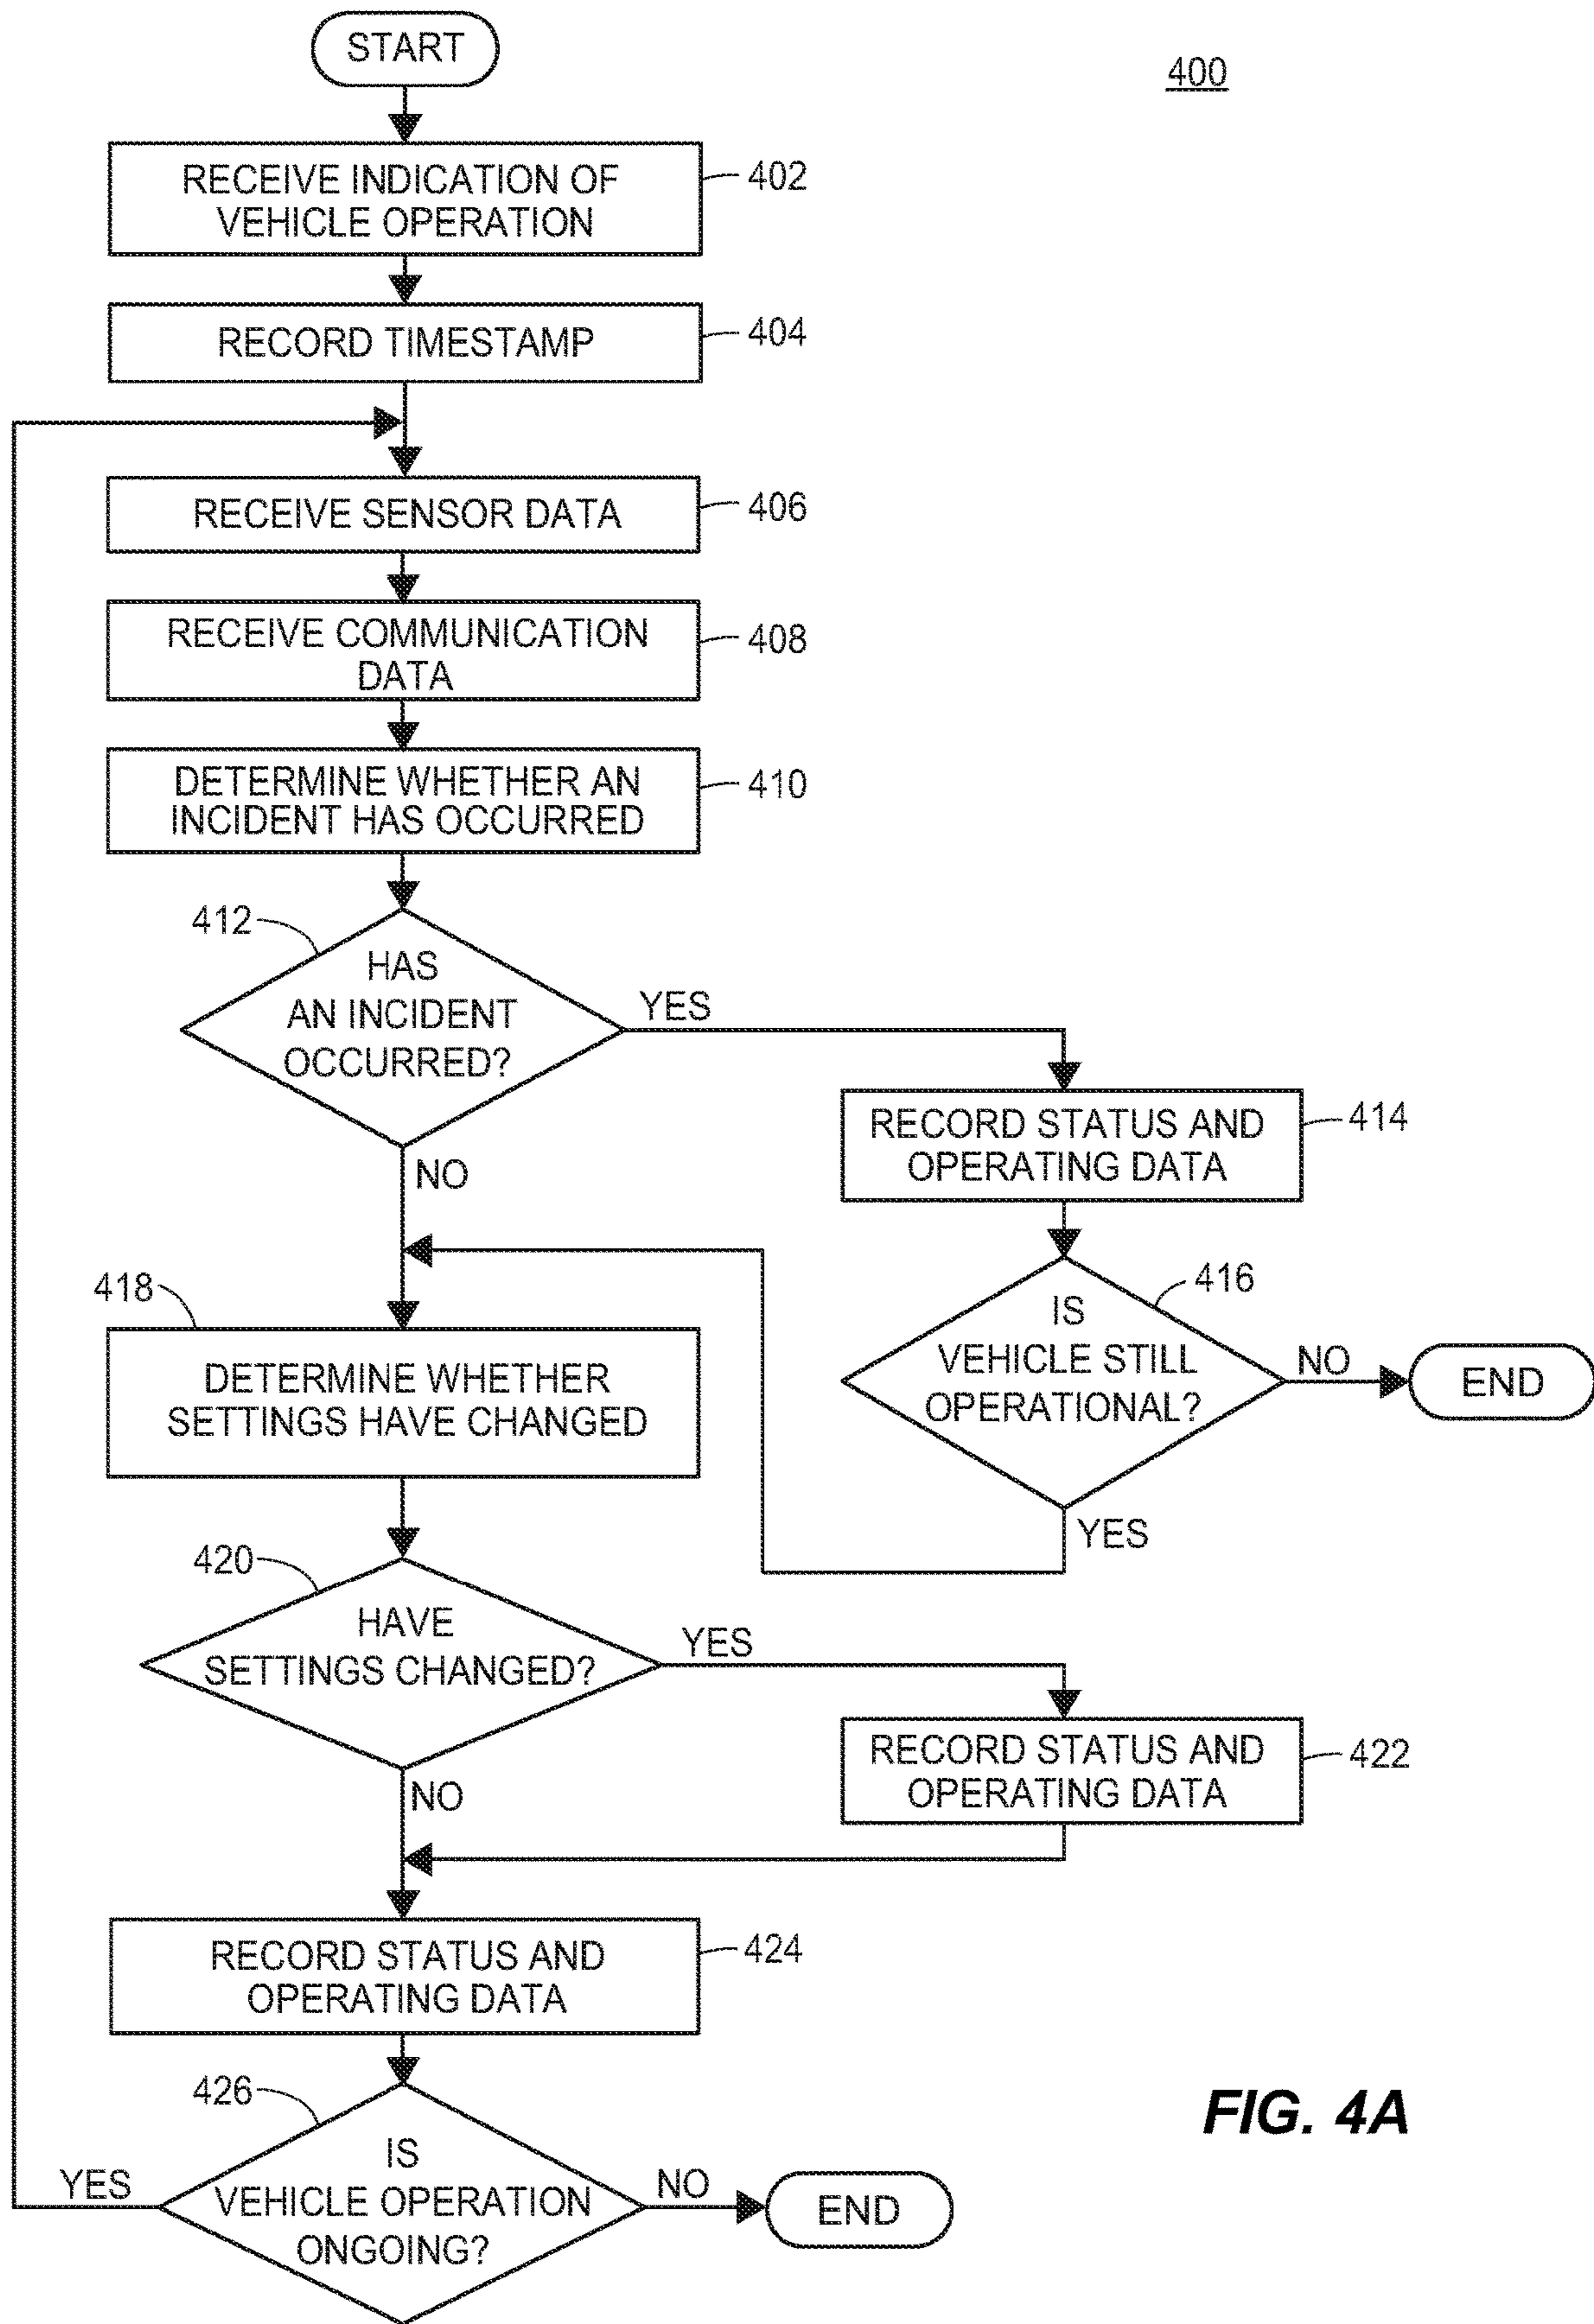 START
400
RECEIVE INDICATION OF
VEHICLE OPERATION
402
RECORD TIMESTAMP
404
RECEIVE SENSOR DATA
406
RECEIVE COMMUNICATION
DATA
408
DETERMINE WHETHER AN
INCIDENT HAS OCCURRED
410
412
HAS
AN INCIDENT
OCCURRED?
YES
NO
RECORD STATUS AND
OPERATING DATA
414
416
IS
VEHICLE STILL
OPERATIONAL?
NO
END
YES
418
DETERMINE WHETHER
SETTINGS HAVE CHANGED
420
HAVE
SETTINGS CHANGED?
YES
NO
RECORD STATUS AND
OPERATING DATA
422
RECORD STATUS AND
OPERATING DATA
424
426
IS
VEHICLE OPERATION
ONGOING?
YES
NO
END
FIG. 4A